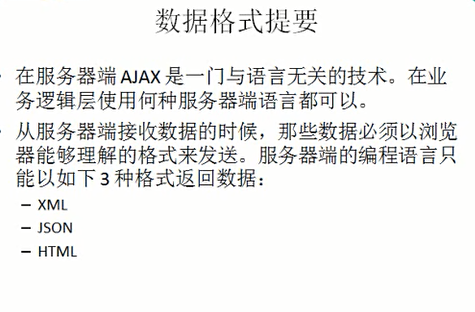 数据格式提要
• 在服务器端 AJAX 是一门与语言无关的技术。在业
务逻辑层使用何种服务器端语言都可以。
• 从服务器端接收数据的时候，那些数据必须以浏览
器能够理解的格式来发送。服务器端的编程语言只
能以如下 3 种格式返回数据：
– XML
– JSON
– HTML